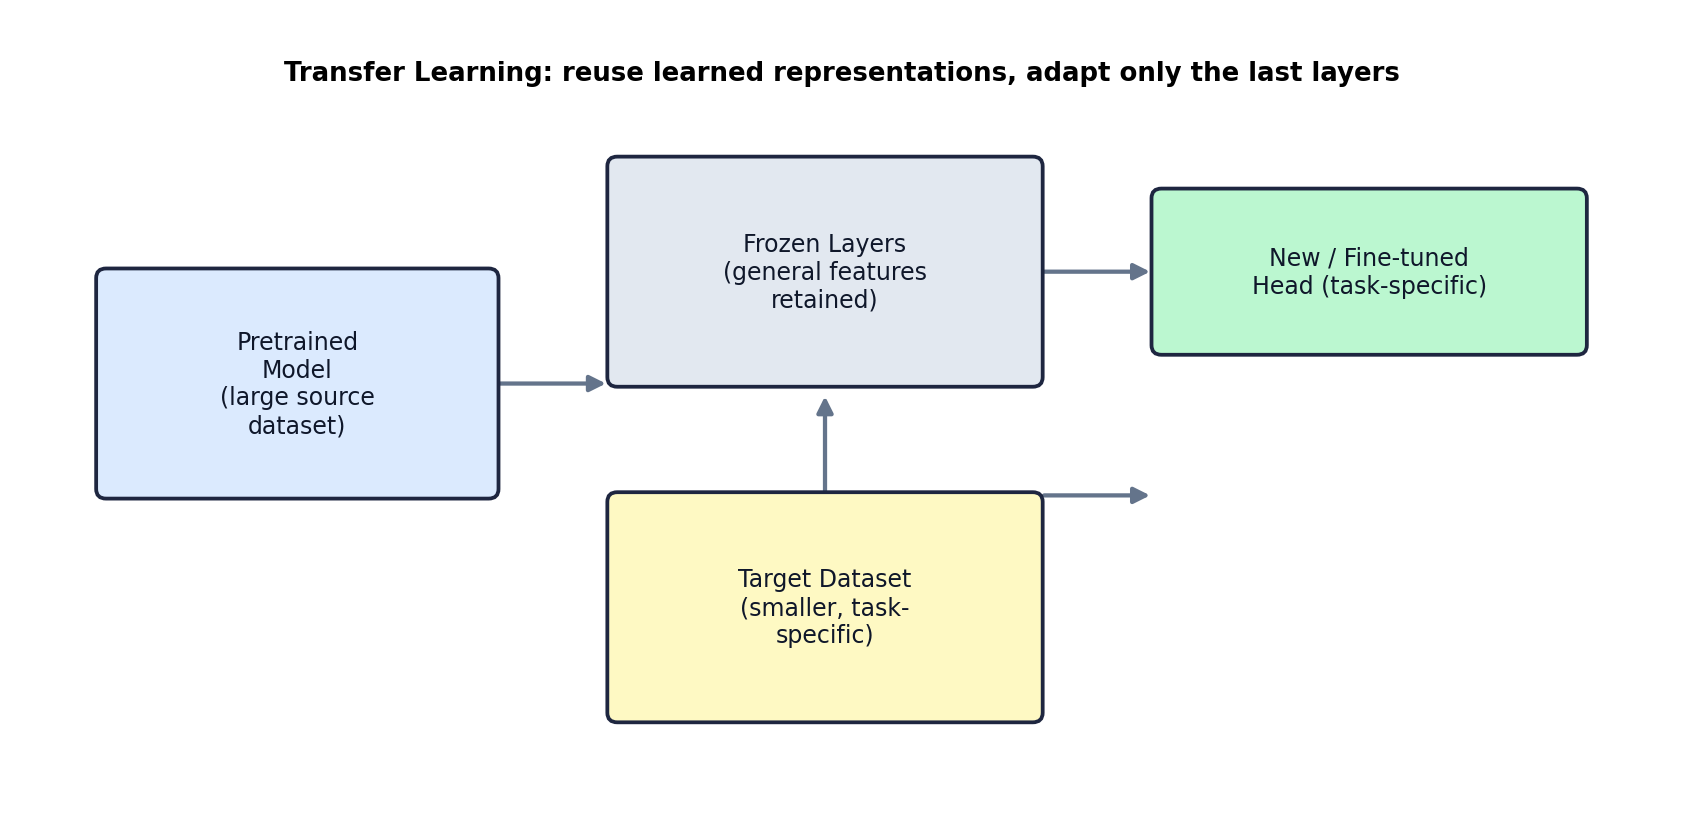 Transfer Learning: reuse learned representations, adapt only the last layers
Pretrained
Model
(large source
dataset)
Frozen Layers
(general features
retained)
New / Fine-tuned
Head (task-specific)
Target Dataset
(smaller, task-
specific)